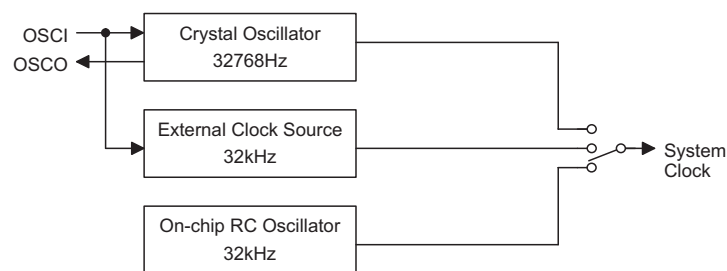 OSCI
OSCO
Crystal Oscillator
32768Hz
External Clock Source
32kHz
On-chip RC Oscillator
32kHz
System
Clock